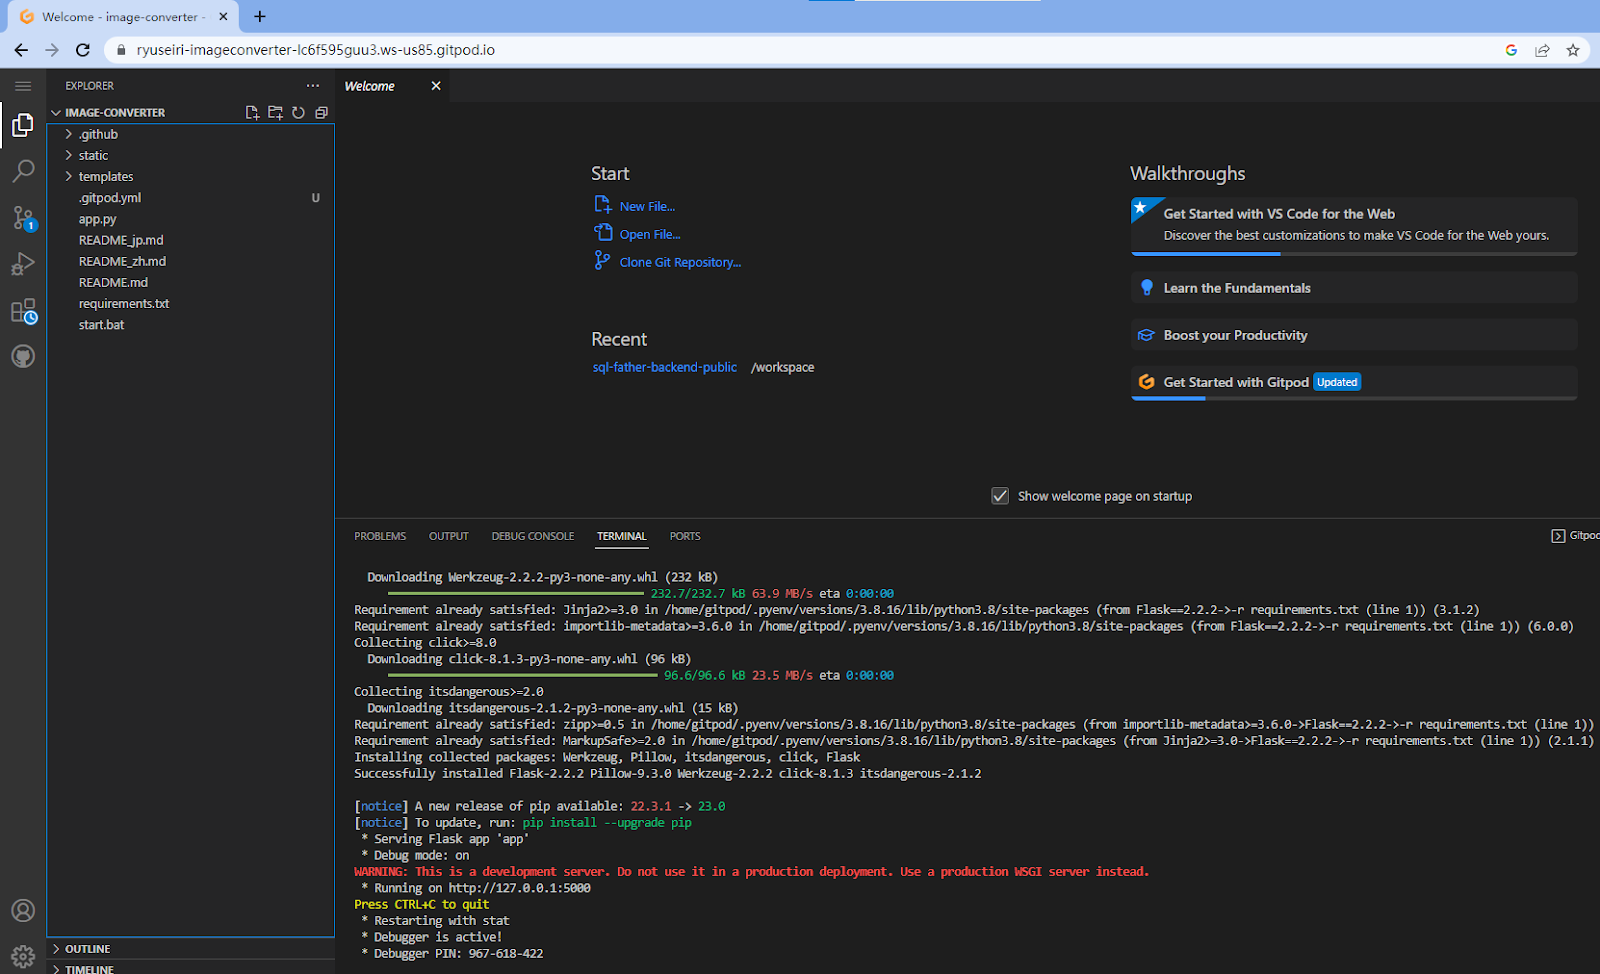 Welcome - image-converter -
ryuseiri-imageconverter-lc6f595guu3.ws-us85.gitpod.io
EXPLORER
Welcome
IMAGE-CONVERTER
.github
static
templates
.gitpod.yml U
app.py
README_jp.md
README_zh.md
README.md
requirements.txt
start.bat
1
OUTLINE
TIMELINE
Start
New File...
Open File...
Clone Git Repository...
Recent
sql-father-backend-public /workspace
Walkthroughs
Get Started with VS Code for the Web
Discover the best customizations to make VS Code for the Web yours.
Learn the Fundamentals
Boost your Productivity
Get Started with Gitpod Updated
Show welcome page on startup
PROBLEMS OUTPUT DEBUG CONSOLE TERMINAL PORTS Gitpod
Downloading Werkzeug-2.2.2-py3-none-any.whl (232 kB)
232.7/232.7 kB 63.9 MB/s eta 0:00:00
Requirement already satisfied: Jinja2>=3.0 in /home/gitpod/.pyenv/versions/3.8.16/lib/python3.8/site-packages (from Flask==2.2.2->-r requirements.txt (line 1)) (3.1.2)
Requirement already satisfied: importlib-metadata>=3.6.0 in /home/gitpod/.pyenv/versions/3.8.16/lib/python3.8/site-packages (from Flask==2.2.2->-r requirements.txt (line 1)) (6.0.0)
Collecting click>=8.0
Downloading click-8.1.3-py3-none-any.whl (96 kB)
96.6/96.6 kB 23.5 MB/s eta 0:00:00
Collecting itsdangerous>=2.0
Downloading itsdangerous-2.1.2-py3-none-any.whl (15 kB)
Requirement already satisfied: zipp>=0.5 in /home/gitpod/.pyenv/versions/3.8.16/lib/python3.8/site-packages (from importlib-metadata>=3.6.0->Flask==2.2.2->-r requirements.txt (line 1))
Requirement already satisfied: MarkupSafe>=2.0 in /home/gitpod/.pyenv/versions/3.8.16/lib/python3.8/site-packages (from Jinja2>=3.0->Flask==2.2.2->-r requirements.txt (line 1)) (2.1.1)
Installing collected packages: Werkzeug, Pillow, itsdangerous, click, Flask
Successfully installed Flask-2.2.2 Pillow-9.3.0 Werkzeug-2.2.2 click-8.1.3 itsdangerous-2.1.2
[notice] A new release of pip available: 22.3.1 -> 23.0
[notice] To update, run: pip install --upgrade pip
* Serving Flask app 'app'
* Debug mode: on
WARNING: This is a development server. Do not use it in a production deployment. Use a production WSGI server instead.
* Running on http://127.0.0.1:5000
Press CTRL+C to quit
* Restarting with stat
* Debugger is active!
* Debugger PIN: 967-618-422